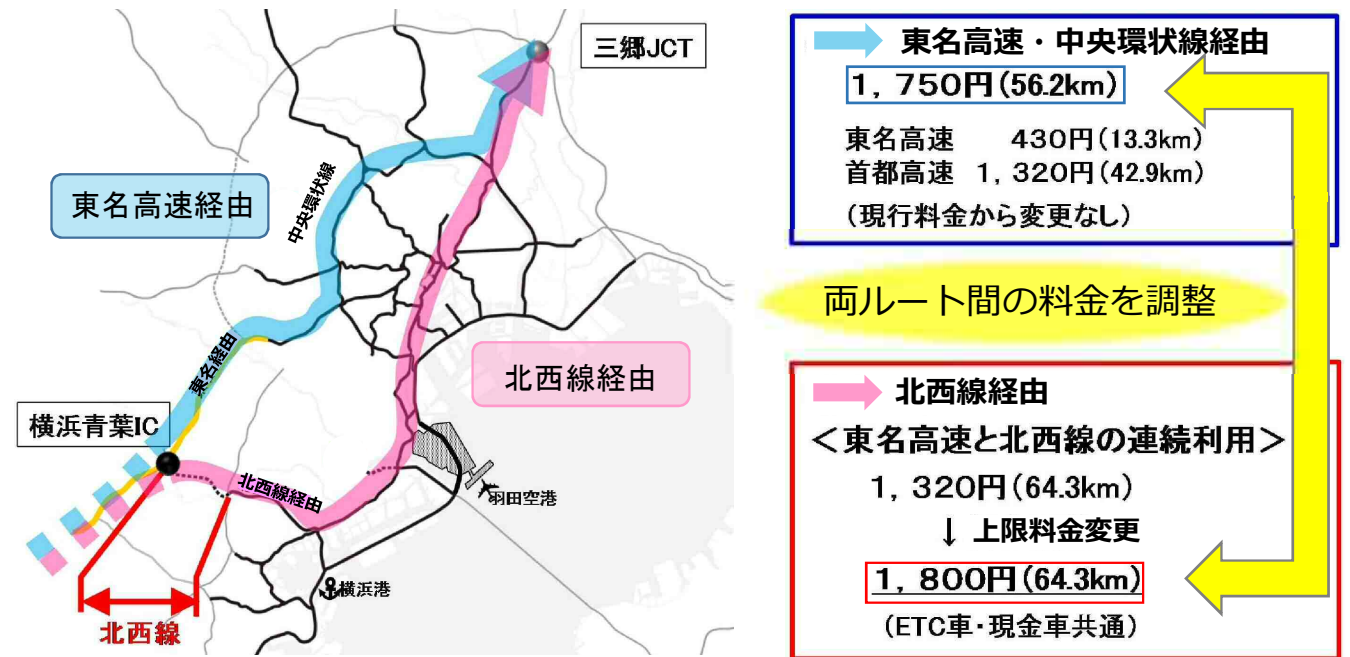 三郷JCT
中央環状線
東名高速経由
東名経由
北西線経由
横浜青葉IC
北西線経由
羽田空港
横浜港
北西線
東名高速・中央環状線経由
1,750円(56.2km)
東名高速 430円(13.3km)
首都高速 1,320円(42.9km)
(現行料金から変更なし)
両ルート間の料金を調整
北西線経由
<東名高速と北西線の連続利用>
1,320円(64.3km)
↓ 上限料金変更
1,800円(64.3km)
(ETC車・現金車共通)